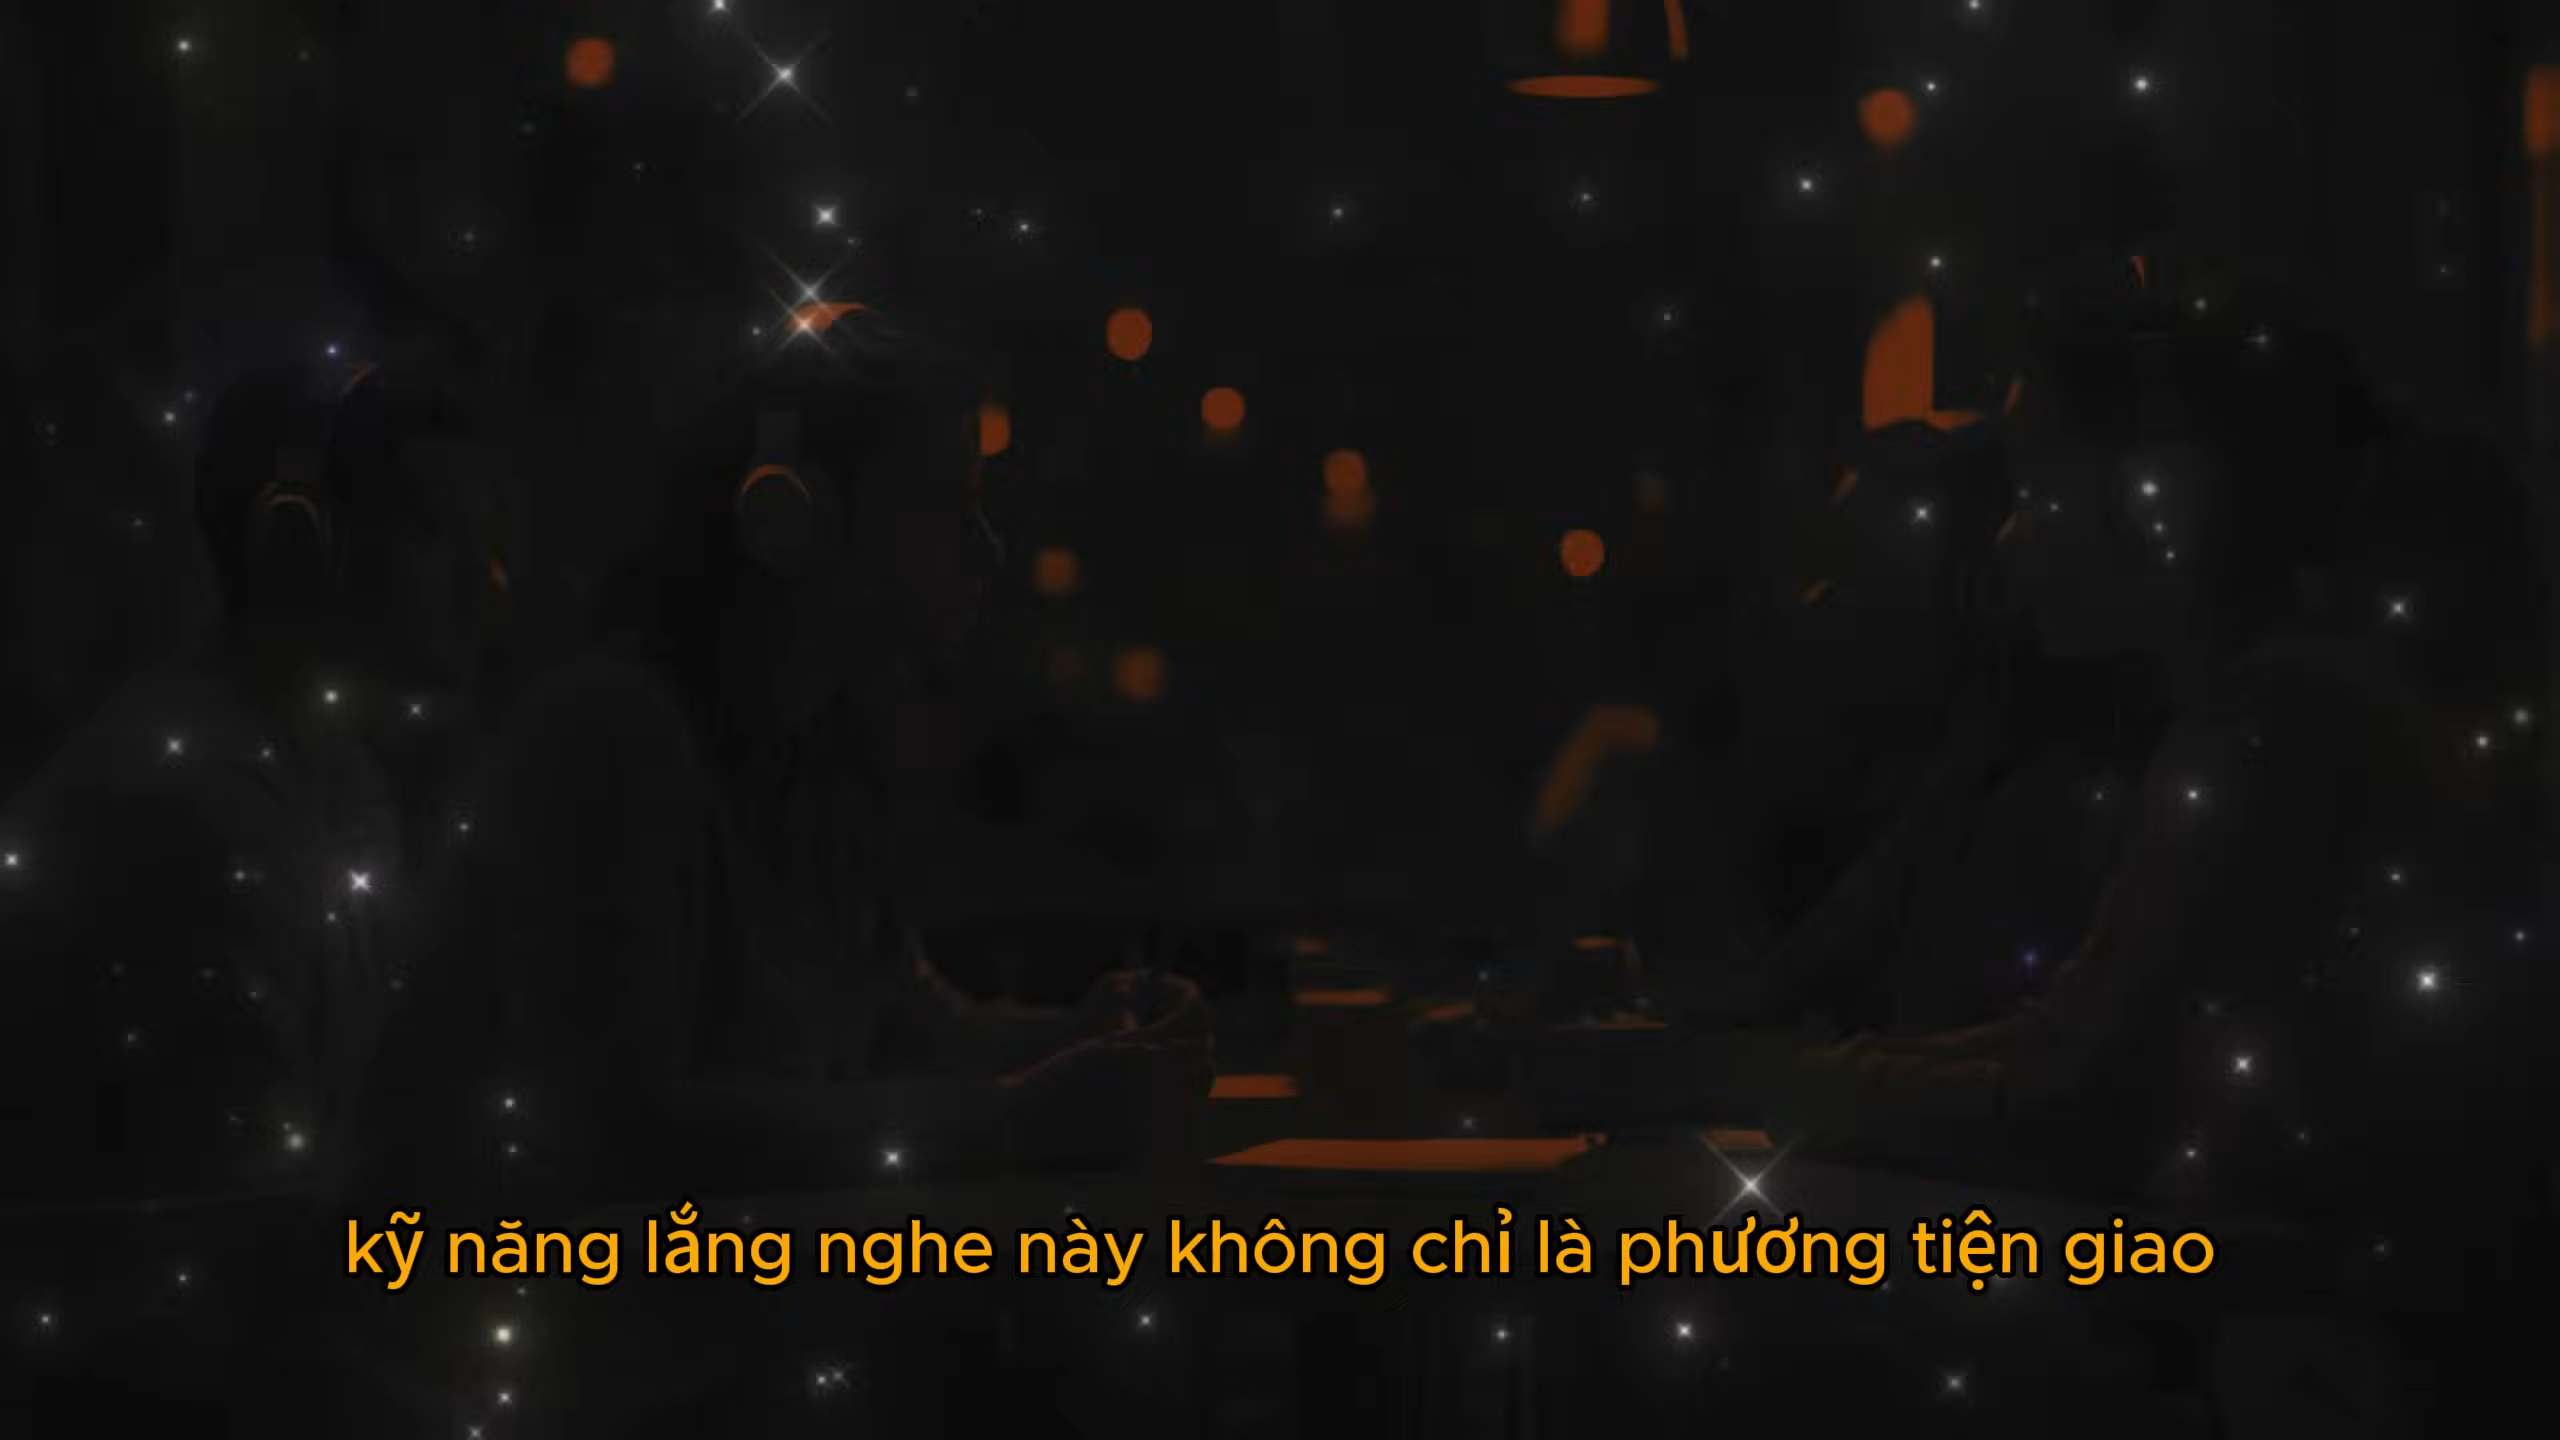 kỹ năng lắng nghe này không chỉ là phương tiện giao